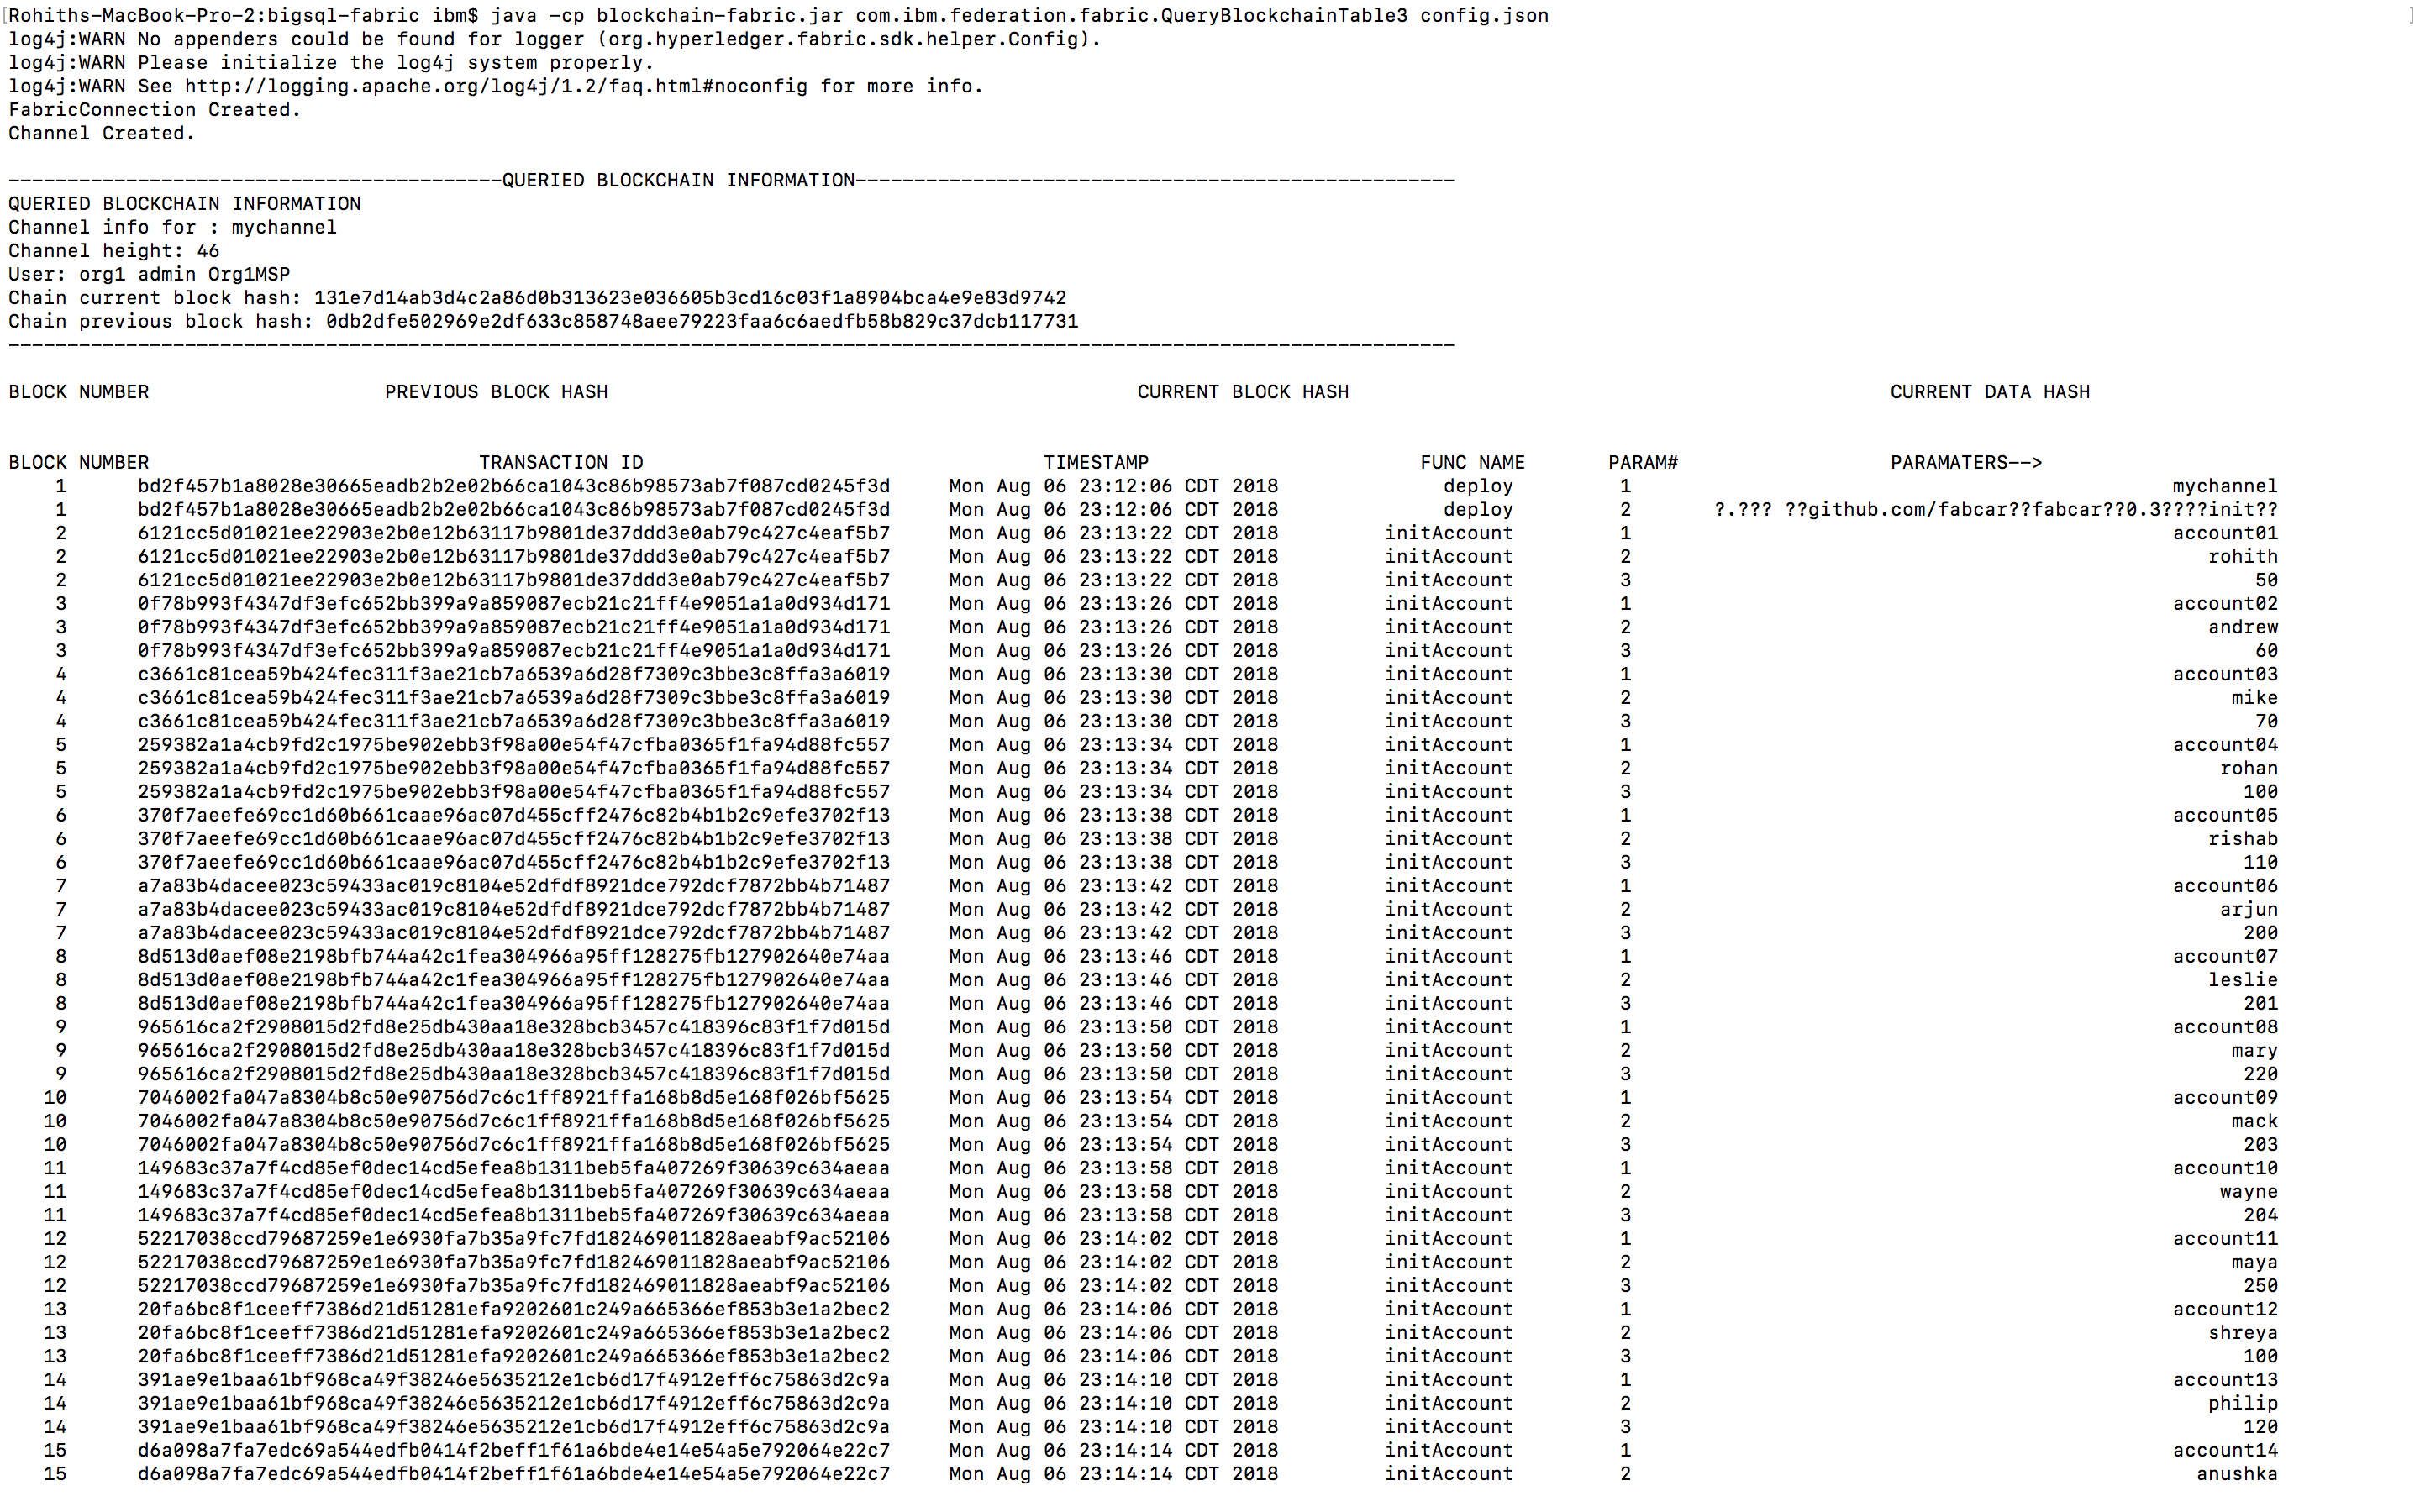 [Rohiths-MacBook-Pro-2:bigsql-fabric ibm$ java -cp blockchain-fabric.jar com.ibm.federation.fabric.QueryBlockchainTable3 config.json ]
log4j:WARN No appenders could be found for logger (org.hyperledger.fabric.sdk.helper.Config).
log4j:WARN Please initialize the log4j system properly.
log4j:WARN See http://logging.apache.org/log4j/1.2/faq.html#noconfig for more info.
FabricConnection Created.
Channel Created.
------------------------------------------QUERIED BLOCKCHAIN INFORMATION---------------------------------------------------
QUERIED BLOCKCHAIN INFORMATION
Channel info for : mychannel
Channel height: 46
User: org1 admin Org1MSP
Chain current block hash: 131e7d14ab3d4c2a86d0b313623e036605b3cd16c03f1a8904bca4e9e83d9742
Chain previous block hash: 0db2dfe502969e2df633c858748aee79223faa6c6aedfb58b829c37dcb117731
---------------------------------------------------------------------------------------------------------------------------
BLOCK NUMBER PREVIOUS BLOCK HASH CURRENT BLOCK HASH CURRENT DATA HASH
BLOCK NUMBER TRANSACTION ID TIMESTAMP FUNC NAME PARAM# PARAMATERS-->
1 bd2f457b1a8028e30665eadb2b2e02b66ca1043c86b98573ab7f087cd0245f3d Mon Aug 06 23:12:06 CDT 2018 deploy 1 mychannel
1 bd2f457b1a8028e30665eadb2b2e02b66ca1043c86b98573ab7f087cd0245f3d Mon Aug 06 23:12:06 CDT 2018 deploy 2 ?.??? ??github.com/fabcar??fabcar??0.3????init??
2 6121cc5d01021ee22903e2b0e12b63117b9801de37ddd3e0ab79c427c4eaf5b7 Mon Aug 06 23:13:22 CDT 2018 initAccount 1 account01
2 6121cc5d01021ee22903e2b0e12b63117b9801de37ddd3e0ab79c427c4eaf5b7 Mon Aug 06 23:13:22 CDT 2018 initAccount 2 rohith
2 6121cc5d01021ee22903e2b0e12b63117b9801de37ddd3e0ab79c427c4eaf5b7 Mon Aug 06 23:13:22 CDT 2018 initAccount 3 50
3 0f78b993f4347df3efc652bb399a9a859087ecb21c21ff4e9051a1a0d934d171 Mon Aug 06 23:13:26 CDT 2018 initAccount 1 account02
3 0f78b993f4347df3efc652bb399a9a859087ecb21c21ff4e9051a1a0d934d171 Mon Aug 06 23:13:26 CDT 2018 initAccount 2 andrew
3 0f78b993f4347df3efc652bb399a9a859087ecb21c21ff4e9051a1a0d934d171 Mon Aug 06 23:13:26 CDT 2018 initAccount 3 60
4 c3661c81cea59b424fec311f3ae21cb7a6539a6d28f7309c3bbe3c8ffa3a6019 Mon Aug 06 23:13:30 CDT 2018 initAccount 1 account03
4 c3661c81cea59b424fec311f3ae21cb7a6539a6d28f7309c3bbe3c8ffa3a6019 Mon Aug 06 23:13:30 CDT 2018 initAccount 2 mike
4 c3661c81cea59b424fec311f3ae21cb7a6539a6d28f7309c3bbe3c8ffa3a6019 Mon Aug 06 23:13:30 CDT 2018 initAccount 3 70
5 259382a1a4cb9fd2c1975be902ebb3f98a00e54f47cfba0365f1fa94d88fc557 Mon Aug 06 23:13:34 CDT 2018 initAccount 1 account04
5 259382a1a4cb9fd2c1975be902ebb3f98a00e54f47cfba0365f1fa94d88fc557 Mon Aug 06 23:13:34 CDT 2018 initAccount 2 rohan
5 259382a1a4cb9fd2c1975be902ebb3f98a00e54f47cfba0365f1fa94d88fc557 Mon Aug 06 23:13:34 CDT 2018 initAccount 3 100
6 370f7aeefe69cc1d60b661caae96ac07d455cff2476c82b4b1b2c9efe3702f13 Mon Aug 06 23:13:38 CDT 2018 initAccount 1 account05
6 370f7aeefe69cc1d60b661caae96ac07d455cff2476c82b4b1b2c9efe3702f13 Mon Aug 06 23:13:38 CDT 2018 initAccount 2 rishab
6 370f7aeefe69cc1d60b661caae96ac07d455cff2476c82b4b1b2c9efe3702f13 Mon Aug 06 23:13:38 CDT 2018 initAccount 3 110
7 a7a83b4dacee023c59433ac019c8104e52dfdf8921dce792dcf7872bb4b71487 Mon Aug 06 23:13:42 CDT 2018 initAccount 1 account06
7 a7a83b4dacee023c59433ac019c8104e52dfdf8921dce792dcf7872bb4b71487 Mon Aug 06 23:13:42 CDT 2018 initAccount 2 arjun
7 a7a83b4dacee023c59433ac019c8104e52dfdf8921dce792dcf7872bb4b71487 Mon Aug 06 23:13:42 CDT 2018 initAccount 3 200
8 8d513d0aef08e2198bfb744a42c1fea304966a95ff128275fb127902640e74aa Mon Aug 06 23:13:46 CDT 2018 initAccount 1 account07
8 8d513d0aef08e2198bfb744a42c1fea304966a95ff128275fb127902640e74aa Mon Aug 06 23:13:46 CDT 2018 initAccount 2 leslie
8 8d513d0aef08e2198bfb744a42c1fea304966a95ff128275fb127902640e74aa Mon Aug 06 23:13:46 CDT 2018 initAccount 3 201
9 965616ca2f2908015d2fd8e25db430aa18e328bcb3457c418396c83f1f7d015d Mon Aug 06 23:13:50 CDT 2018 initAccount 1 account08
9 965616ca2f2908015d2fd8e25db430aa18e328bcb3457c418396c83f1f7d015d Mon Aug 06 23:13:50 CDT 2018 initAccount 2 mary
9 965616ca2f2908015d2fd8e25db430aa18e328bcb3457c418396c83f1f7d015d Mon Aug 06 23:13:50 CDT 2018 initAccount 3 220
10 7046002fa047a8304b8c50e90756d7c6c1ff8921ffa168b8d5e168f026bf5625 Mon Aug 06 23:13:54 CDT 2018 initAccount 1 account09
10 7046002fa047a8304b8c50e90756d7c6c1ff8921ffa168b8d5e168f026bf5625 Mon Aug 06 23:13:54 CDT 2018 initAccount 2 mack
10 7046002fa047a8304b8c50e90756d7c6c1ff8921ffa168b8d5e168f026bf5625 Mon Aug 06 23:13:54 CDT 2018 initAccount 3 203
11 149683c37a7f4cd85ef0dec14cd5efea8b1311beb5fa407269f30639c634aeaa Mon Aug 06 23:13:58 CDT 2018 initAccount 1 account10
11 149683c37a7f4cd85ef0dec14cd5efea8b1311beb5fa407269f30639c634aeaa Mon Aug 06 23:13:58 CDT 2018 initAccount 2 wayne
11 149683c37a7f4cd85ef0dec14cd5efea8b1311beb5fa407269f30639c634aeaa Mon Aug 06 23:13:58 CDT 2018 initAccount 3 204
12 52217038ccd79687259e1e6930fa7b35a9fc7fd182469011828aeabf9ac52106 Mon Aug 06 23:14:02 CDT 2018 initAccount 1 account11
12 52217038ccd79687259e1e6930fa7b35a9fc7fd182469011828aeabf9ac52106 Mon Aug 06 23:14:02 CDT 2018 initAccount 2 maya
12 52217038ccd79687259e1e6930fa7b35a9fc7fd182469011828aeabf9ac52106 Mon Aug 06 23:14:02 CDT 2018 initAccount 3 250
13 20fa6bc8f1ceeff7386d21d51281efa9202601c249a665366ef853b3e1a2bec2 Mon Aug 06 23:14:06 CDT 2018 initAccount 1 account12
13 20fa6bc8f1ceeff7386d21d51281efa9202601c249a665366ef853b3e1a2bec2 Mon Aug 06 23:14:06 CDT 2018 initAccount 2 shreya
13 20fa6bc8f1ceeff7386d21d51281efa9202601c249a665366ef853b3e1a2bec2 Mon Aug 06 23:14:06 CDT 2018 initAccount 3 100
14 391ae9e1baa61bf968ca49f38246e5635212e1cb6d17f4912eff6c75863d2c9a Mon Aug 06 23:14:10 CDT 2018 initAccount 1 account13
14 391ae9e1baa61bf968ca49f38246e5635212e1cb6d17f4912eff6c75863d2c9a Mon Aug 06 23:14:10 CDT 2018 initAccount 2 philip
14 391ae9e1baa61bf968ca49f38246e5635212e1cb6d17f4912eff6c75863d2c9a Mon Aug 06 23:14:10 CDT 2018 initAccount 3 120
15 d6a098a7fa7edc69a544edfb0414f2beff1f61a6bde4e14e54a5e792064e22c7 Mon Aug 06 23:14:14 CDT 2018 initAccount 1 account14
15 d6a098a7fa7edc69a544edfb0414f2beff1f61a6bde4e14e54a5e792064e22c7 Mon Aug 06 23:14:14 CDT 2018 initAccount 2 anushka